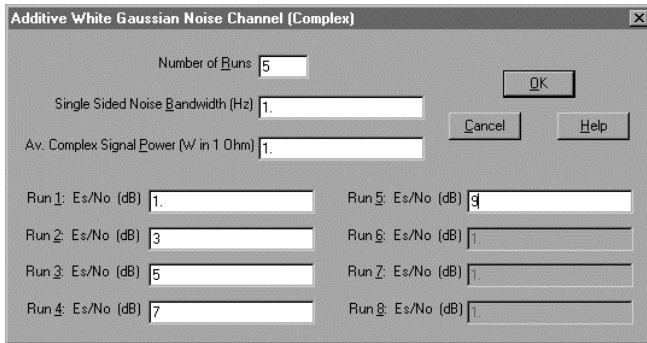 Additive White Gaussian Noise Channel (Complex)
Number of Runs 5
OK
Single Sided Noise Bandwidth (Hz) 1.
Cancel Help
Av. Complex Signal Power (W in 1 Ohm) 1.
Run 1: Es/No (dB) 1. Run 5: Es/No (dB) 9
Run 2: Es/No (dB) 3 Run 6: Es/No (dB) 1.
Run 3: Es/No (dB) 5 Run 7: Es/No (dB) 1.
Run 4: Es/No (dB) 7 Run 8: Es/No (dB) 1.